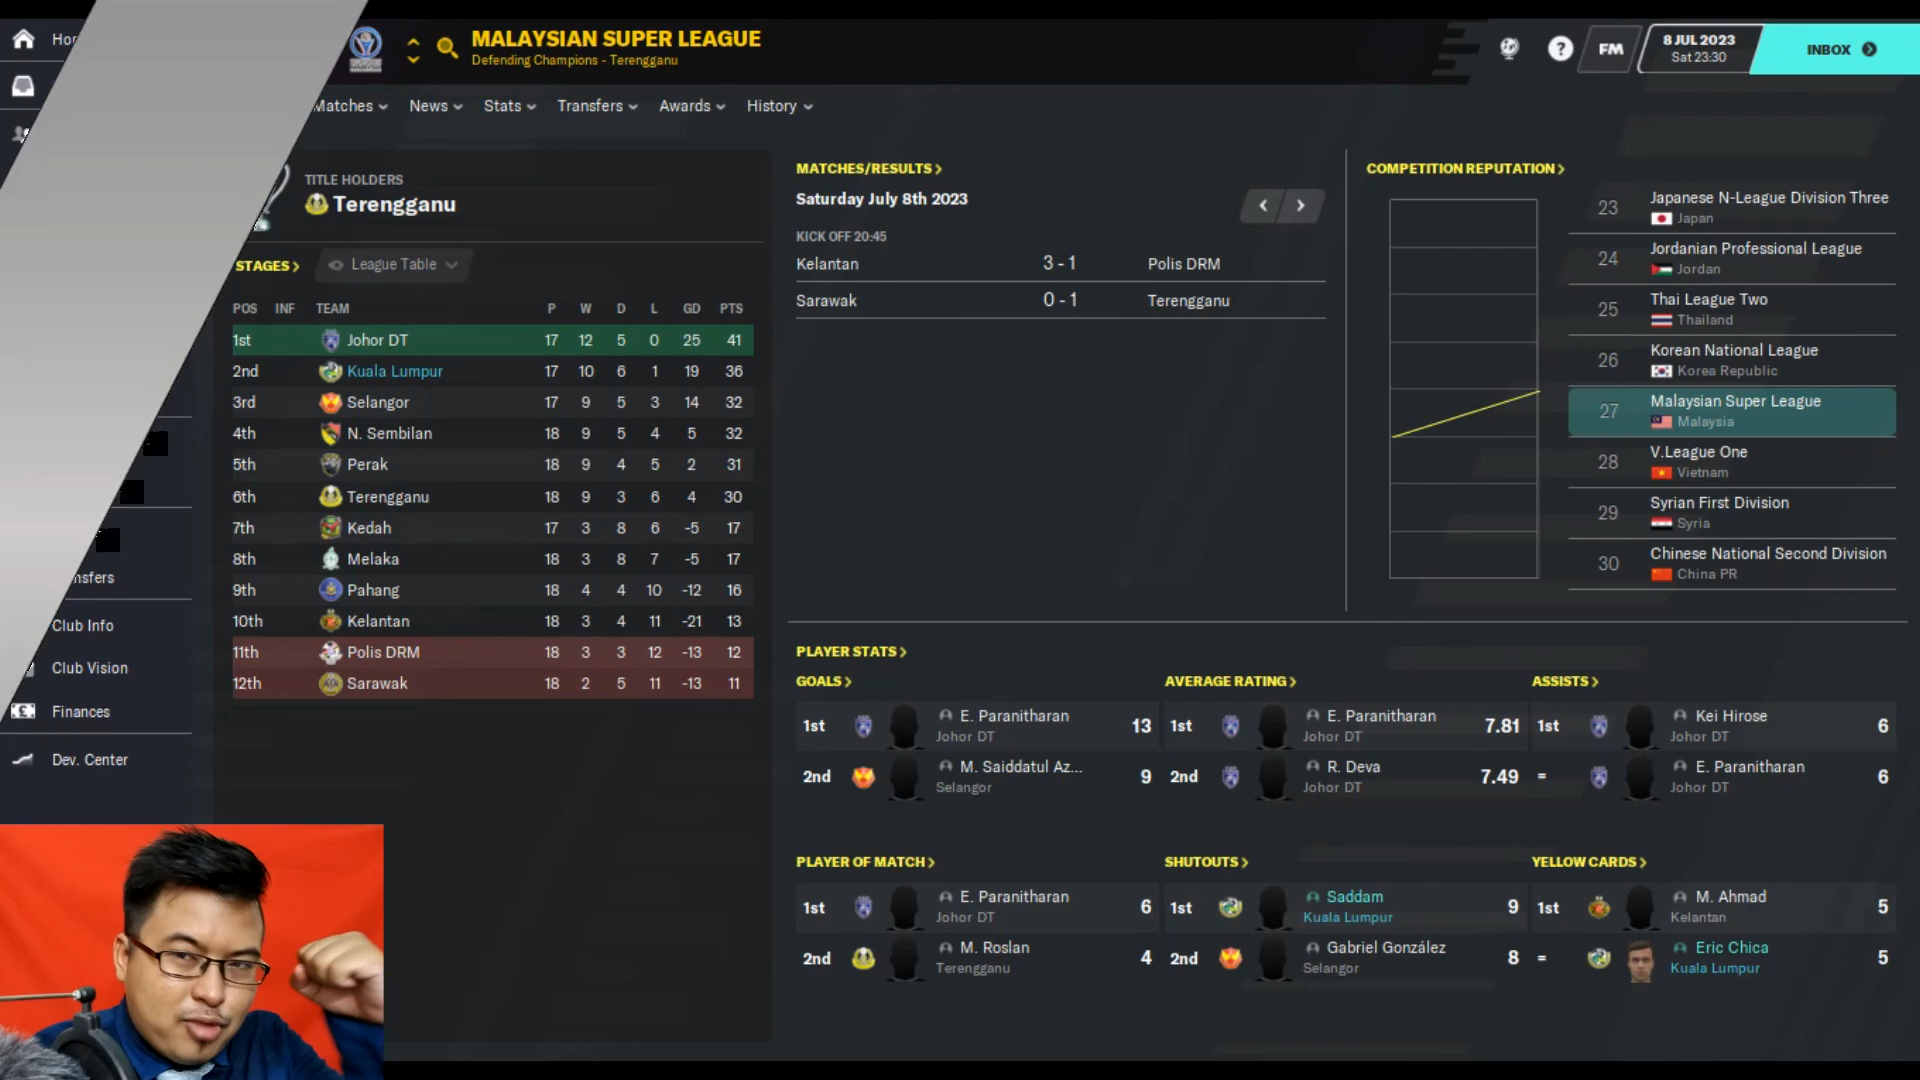 Hor
MALAYSIAN SUPER LEAGUE
Defending Champions - Terengganu
FM
8 JUL 2023
Sat 23:30
INBOX
Matches
News
Stats
Transfers
Awards
History
TITLE HOLDERS
Terengganu
STAGES
League Table
POS INF TEAM P W D L GD PTS
1st Johor DT 17 12 5 0 25 41
2nd Kuala Lumpur 17 10 6 1 19 36
3rd Selangor 17 9 5 3 14 32
4th N. Sembilan 18 9 5 4 5 32
5th Perak 18 9 4 5 2 31
6th Terengganu 18 9 3 6 4 30
7th Kedah 17 3 8 6 -5 17
8th Melaka 18 3 8 7 -5 17
9th Pahang 18 4 4 10 -12 16
10th Kelantan 18 3 4 11 -21 13
11th Polis DRM 18 3 3 12 -13 12
12th Sarawak 18 2 5 11 -13 11
nsfers
Club Info
Club Vision
Finances
Dev. Center
MATCHES/RESULTS
Saturday July 8th 2023
KICK OFF 20:45
Kelantan 3 - 1 Polis DRM
Sarawak 0 - 1 Terengganu
COMPETITION REPUTATION
23 Japanese N-League Division Three
Japan
24 Jordanian Professional League
Jordan
25 Thai League Two
Thailand
26 Korean National League
Korea Republic
27 Malaysian Super League
Malaysia
28 V.League One
Vietnam
29 Syrian First Division
Syria
30 Chinese National Second Division
China PR
PLAYER STATS
GOALS
1st E. Paranitharan 13
Johor DT
2nd M. Saiddatul Az... 9
Selangor
AVERAGE RATING
1st E. Paranitharan 7.81
Johor DT
2nd R. Deva 7.49
Johor DT
ASSISTS
1st Kei Hirose 6
Johor DT
= E. Paranitharan 6
Johor DT
PLAYER OF MATCH
1st E. Paranitharan 6
Johor DT
2nd M. Roslan 4
Terengganu
SHUTOUTS
1st Saddam 9
Kuala Lumpur
2nd Gabriel González 8
Selangor
YELLOW CARDS
1st M. Ahmad 5
Kelantan
= Eric Chica 5
Kuala Lumpur